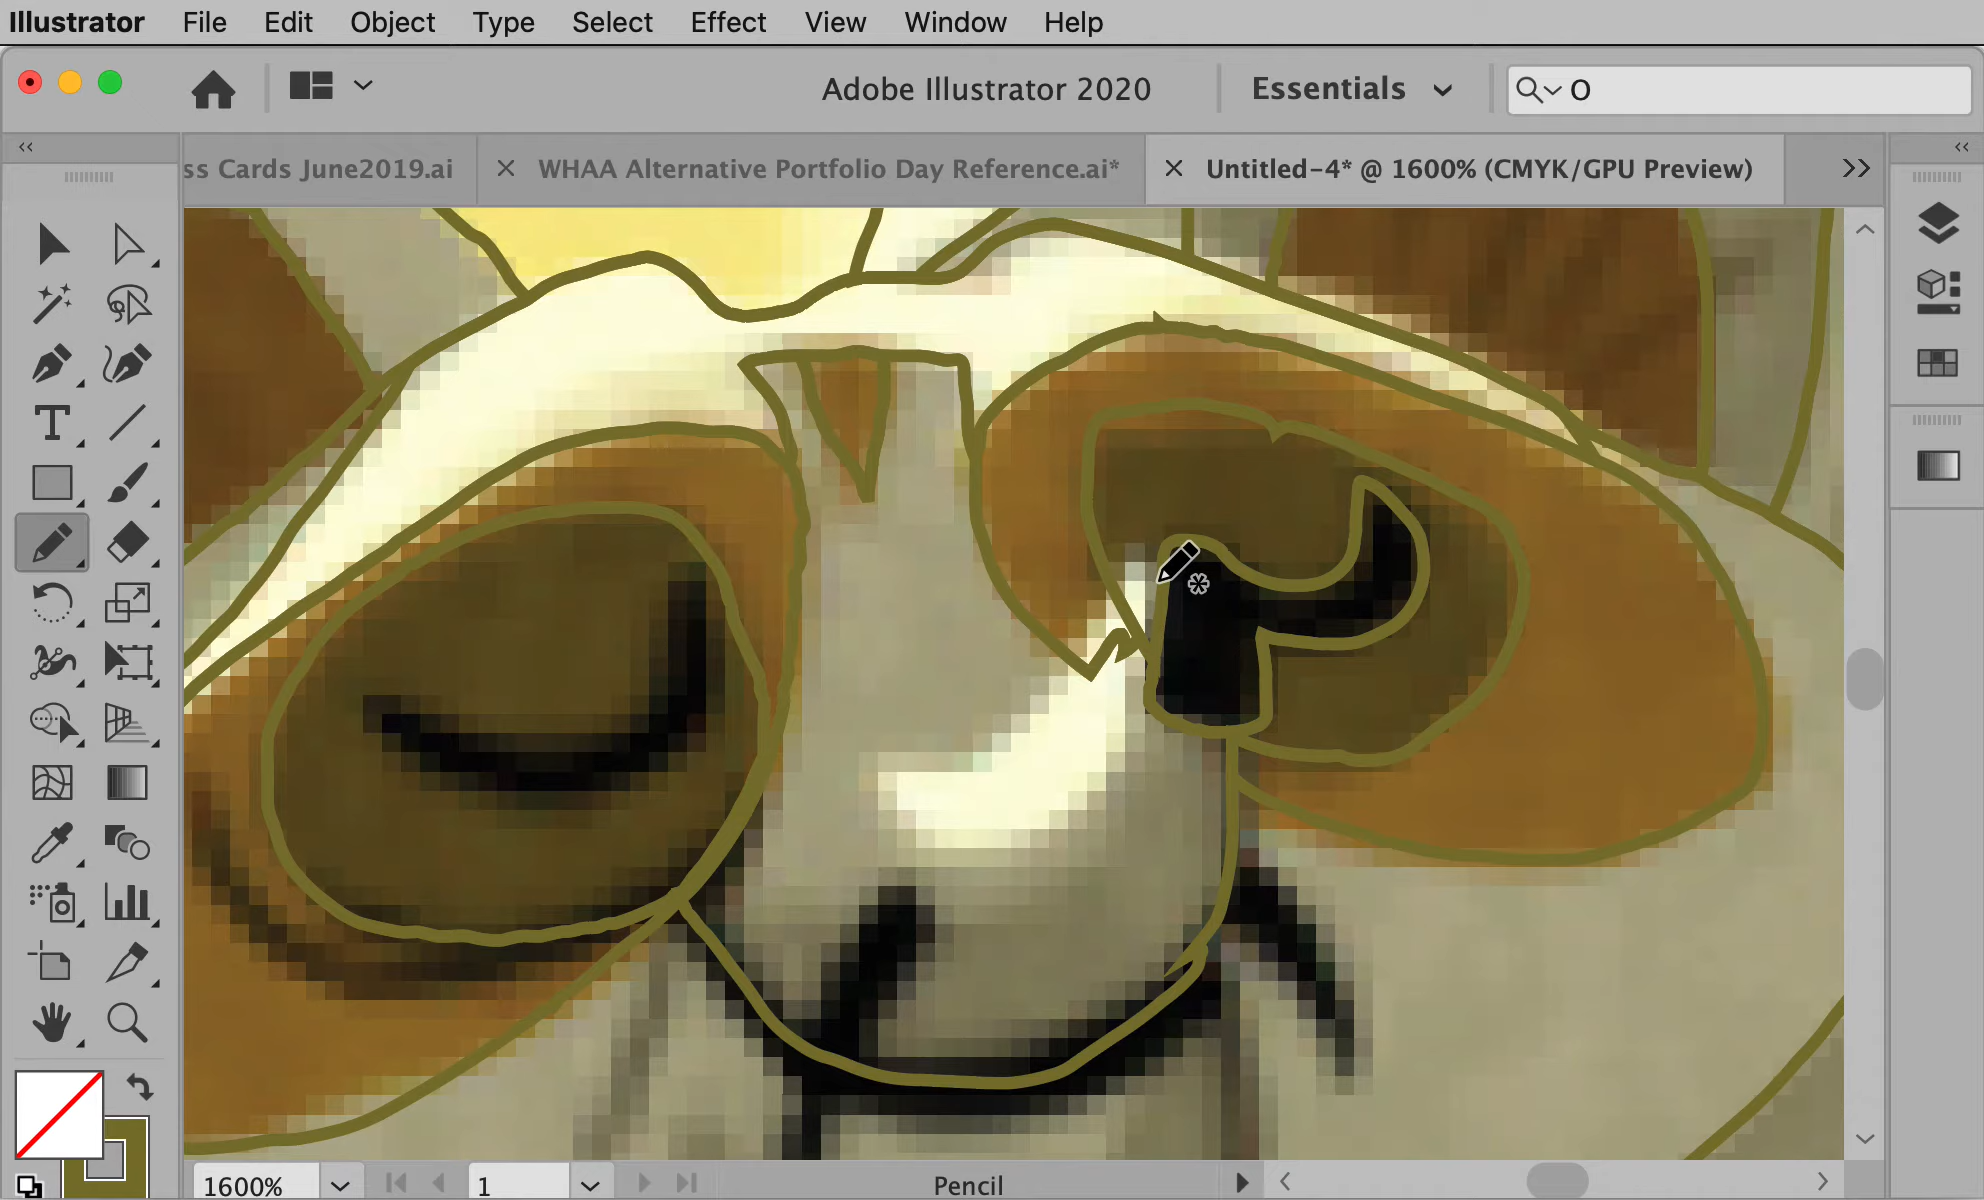 Illustrator File Edit Object Type Select Effect View Window Help
Adobe Illustrator 2020 Essentials O
ss Cards June2019.ai × WHAA Alternative Portfolio Day Reference.ai* × Untitled-4* @ 1600% (CMYK/GPU Preview)
1600% 1 Pencil